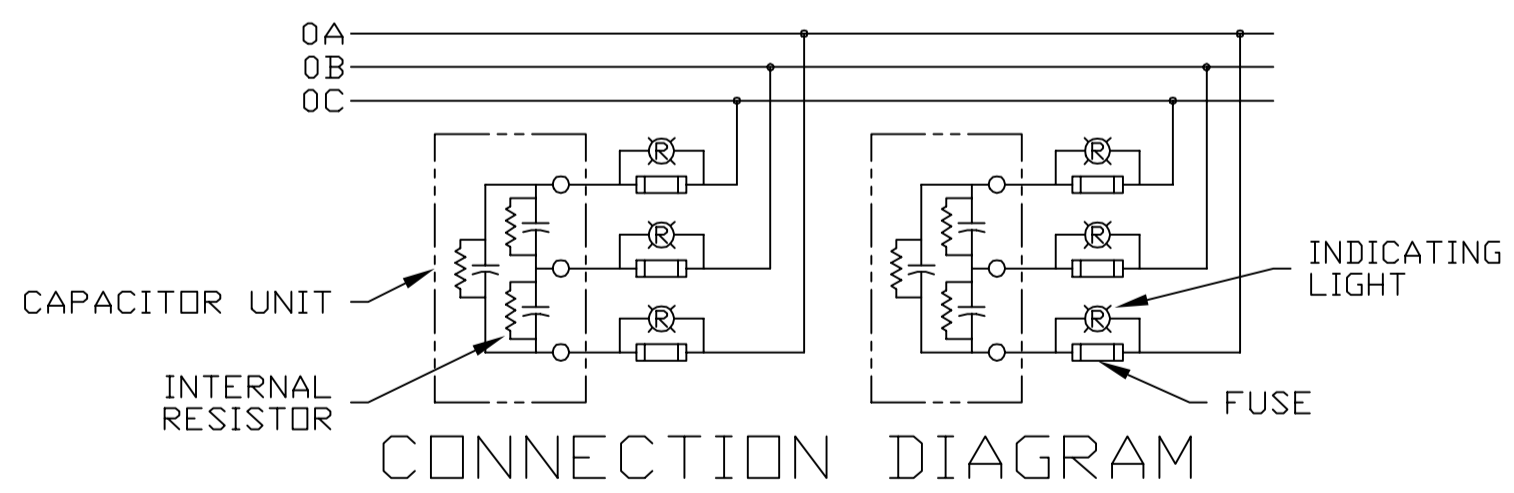 0A
0B
0C
R
R
R
R
R
R
INDICATING
LIGHT
CAPACITOR UNIT
INTERNAL
RESISTOR
FUSE
CONNECTION DIAGRAM